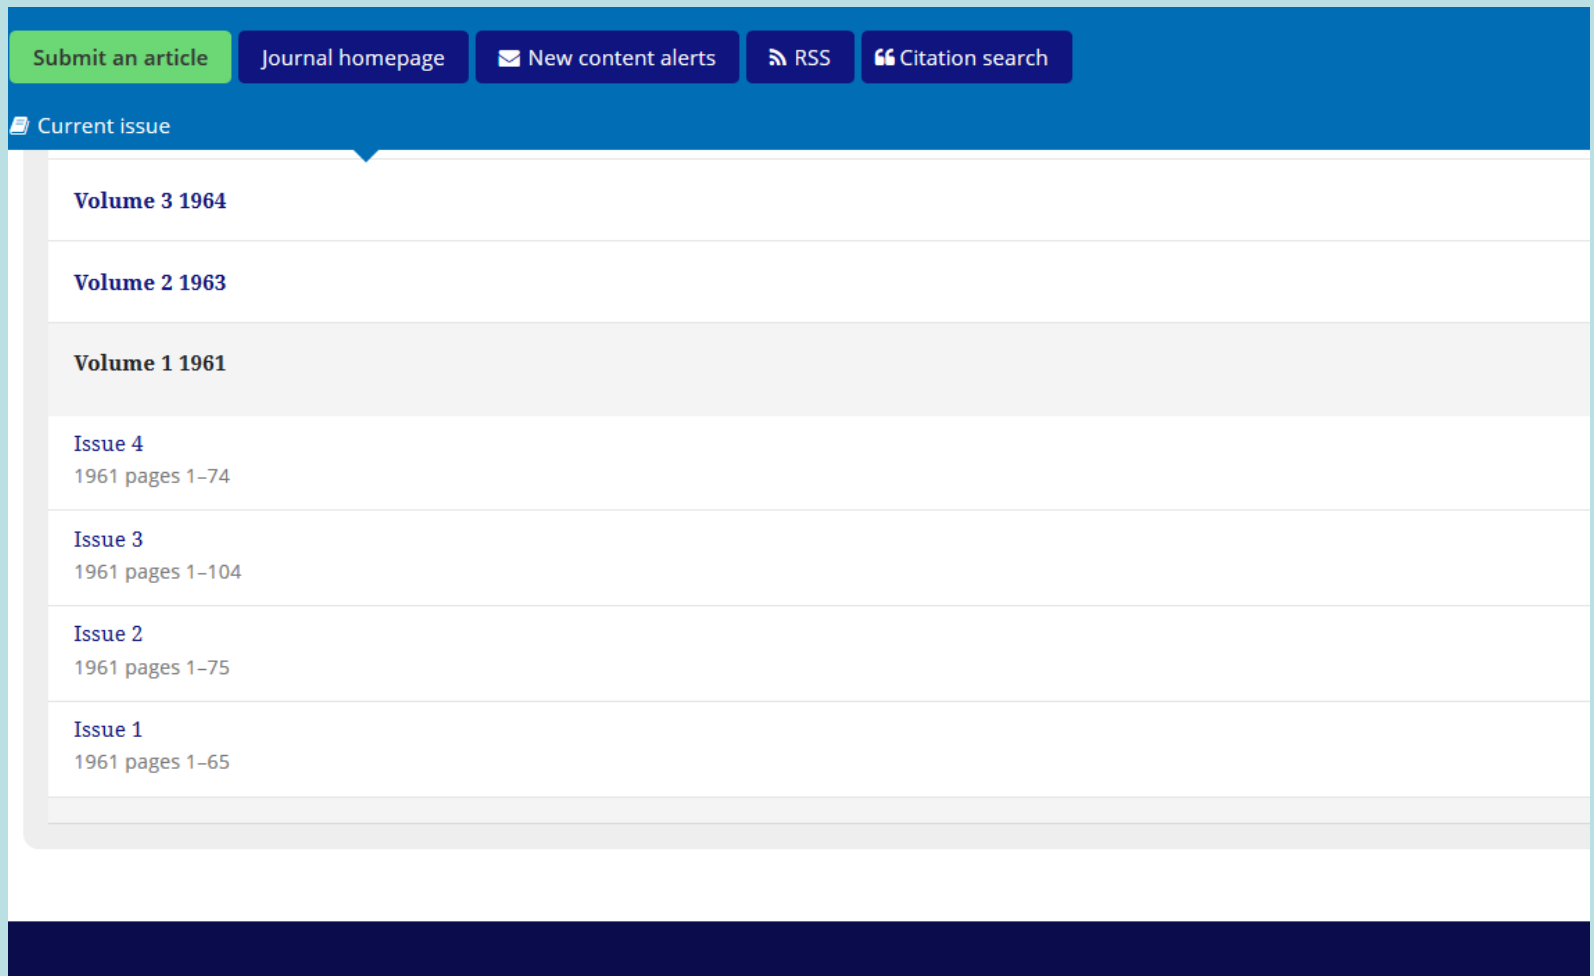 Submit an article
Journal homepage
New content alerts
RSS
Citation search
Current issue
Volume 3 1964
Volume 2 1963
Volume 1 1961
Issue 4
1961 pages 1–74
Issue 3
1961 pages 1–104
Issue 2
1961 pages 1–75
Issue 1
1961 pages 1–65